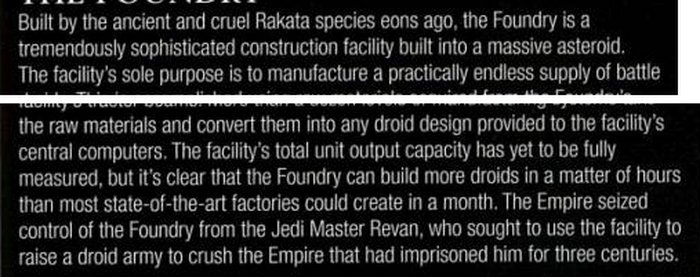 THE FOUNDRY
Built by the ancient and cruel Rakata species eons ago, the Foundry is a
tremendously sophisticated construction facility built into a massive asteroid.
The facility's sole purpose is to manufacture a practically endless supply of battle
the raw materials and convert them into any droid design provided to the facility's
central computers. The facility's total unit output capacity has yet to be fully
measured, but it's clear that the Foundry can build more droids in a matter of hours
than most state-of-the-art factories could create in a month. The Empire seized
control of the Foundry from the Jedi Master Revan, who sought to use the facility to
raise a droid army to crush the Empire that had imprisoned him for three centuries.